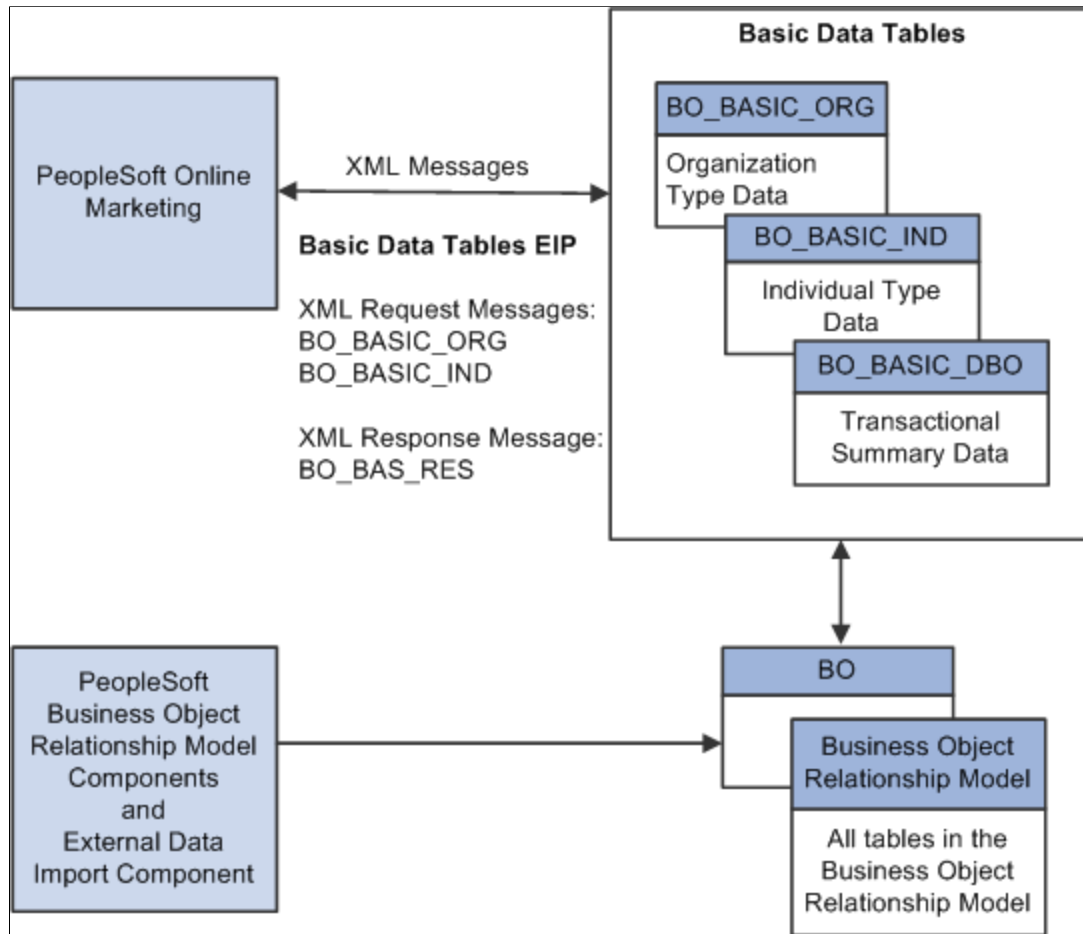 Basic Data Tables
PeopleSoft Online
Marketing
XML Messages
Basic Data Tables EIP
XML Request Messages:
BO_BASIC_ORG
BO_BASIC_IND
XML Response Message:
BO_BAS_RES
BO_BASIC_ORG
Organization
Type Data
BO_BASIC_IND
Individual Type
Data
BO_BASIC_DBO
Transactional
Summary Data
PeopleSoft
Business Object
Relationship Model
Components
and
External Data
Import Component
BO
Business Object
Relationship Model
All tables in the
Business Object
Relationship Model